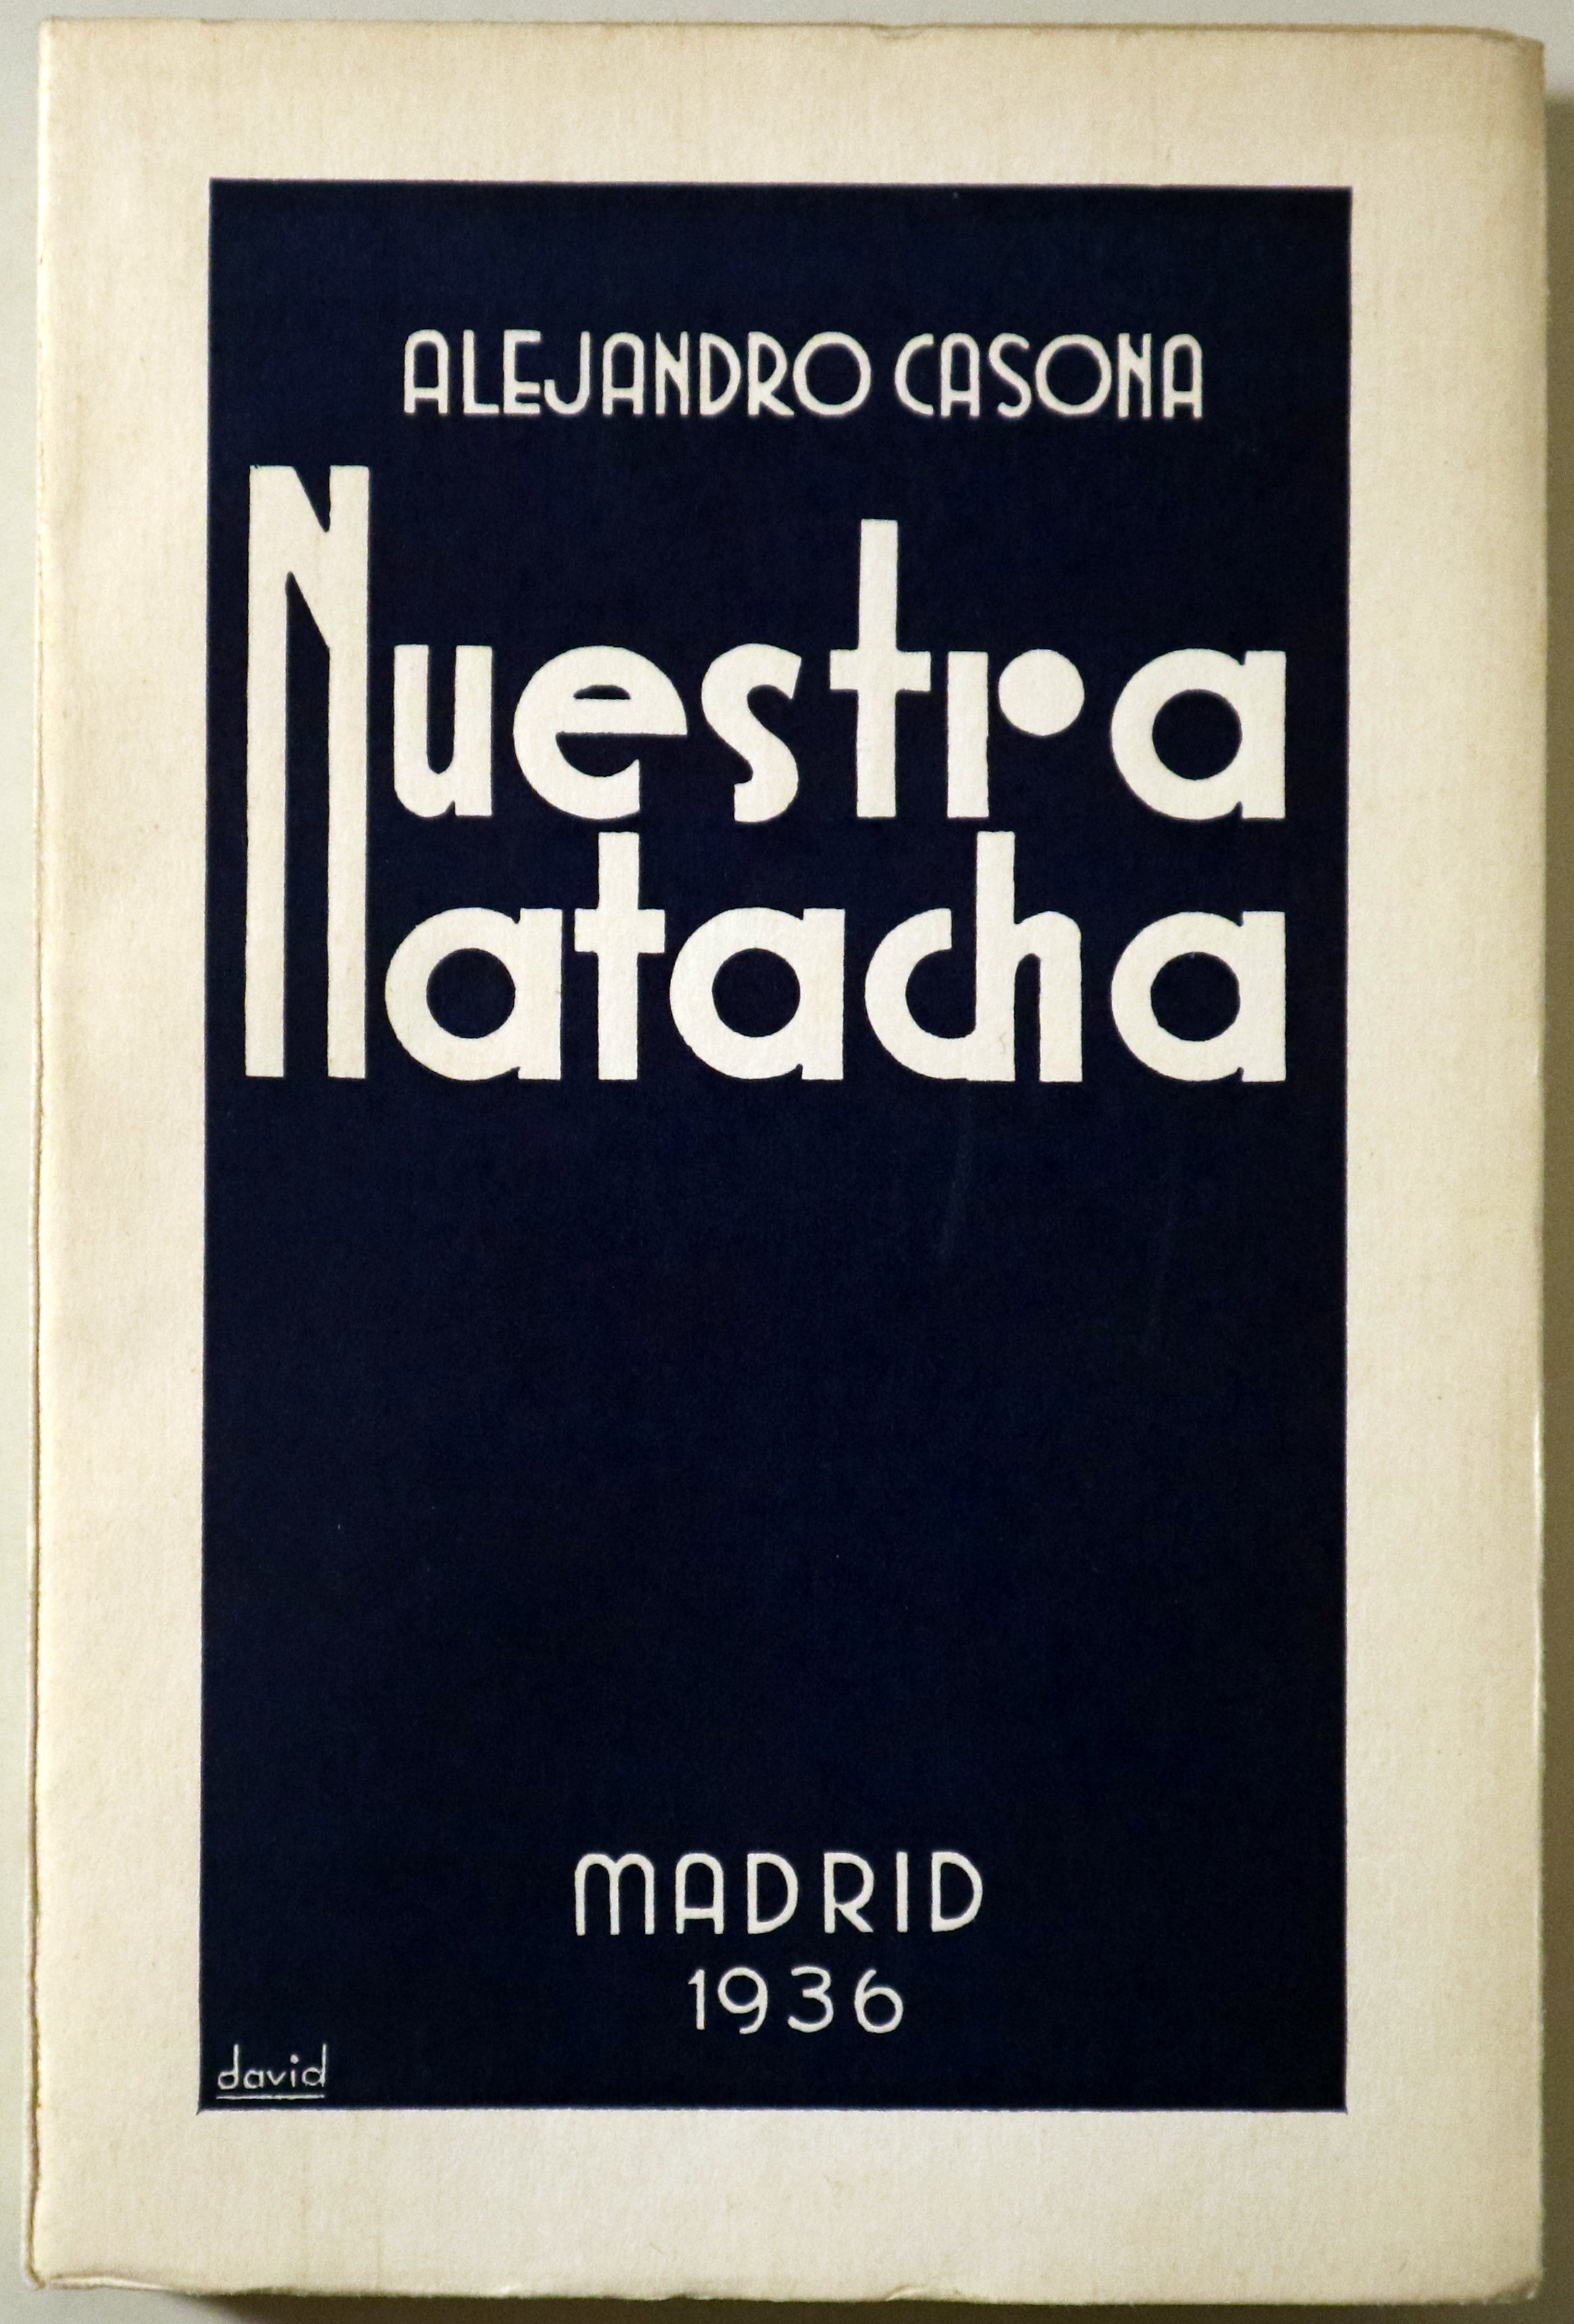 ALEJANDRO CASONA
Nuestra
Natacha
MADRID
1936
david